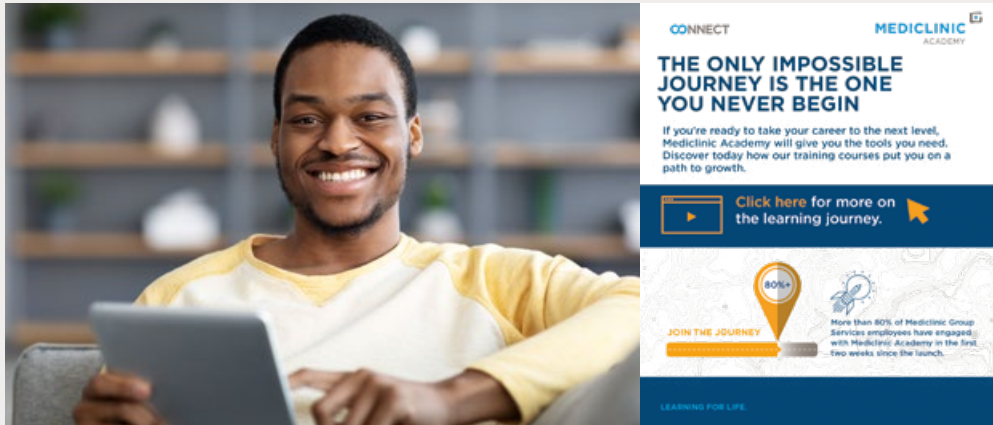 CONNECT
MEDICLINIC
ACADEMY
THE ONLY IMPOSSIBLE
JOURNEY IS THE ONE
YOU NEVER BEGIN
If you're ready to take your career to the next level,
Mediclinic Academy will give you the tools you need.
Discover today how our training courses put you on a
path to growth.
Click here for more on
the learning journey.
80%+
JOIN THE JOURNEY
More than 80% of Mediclinic Group
Services employees have engaged
with Mediclinic Academy in the first
two weeks since the launch.
LEARNING FOR LIFE.